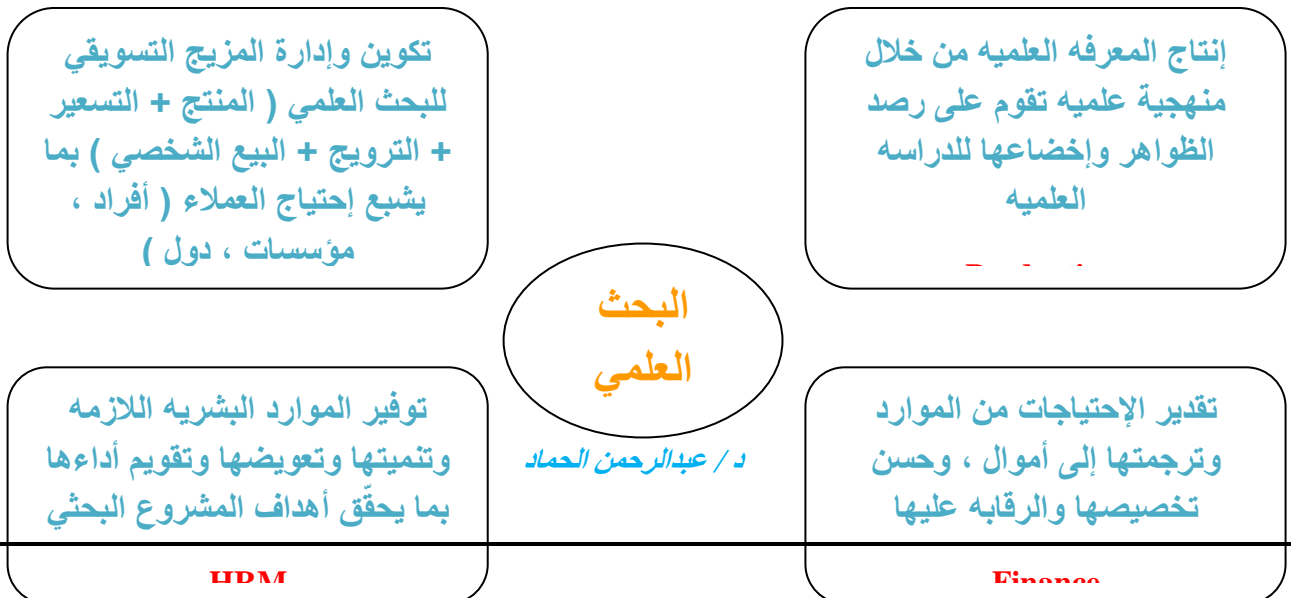 إنتاج المعرفه العلميه من خلال
منهجية علميه تقوم على رصد
الظواهر وإخضاعها للدراسه
العلميه
تكوين وإدارة المزيج التسويقي
للبحث العلمي ( المنتج + التسعير
+ الترويج + البيع الشخصي ) بما
يشبع إحتياج العملاء ( أفراد ،
مؤسسات ، دول )
البحث
العلمي
د / عبدالرحمن الحماد
تقدير الإحتياجات من الموارد
وترجمتها إلى أموال ، وحسن
تخصيصها والرقابه عليها
Finance
توفير الموارد البشريه اللازمه
وتنميتها وتعويضها وتقويم أداءها
بما يحقّق أهداف المشروع البحثي
HRM